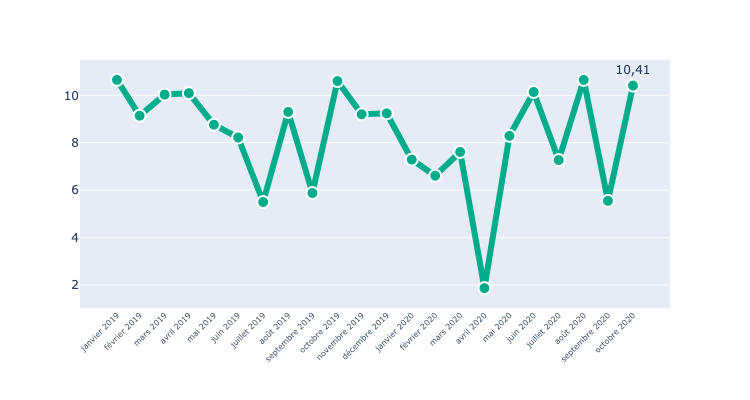 10,41
10
8
6
4
2
janvier 2019
février 2019
mars 2019
avril 2019
mai 2019
juin 2019
juillet 2019
août 2019
septembre 2019
octobre 2019
novembre 2019
décembre 2019
janvier 2020
février 2020
mars 2020
avril 2020
mai 2020
juin 2020
juillet 2020
août 2020
septembre 2020
octobre 2020